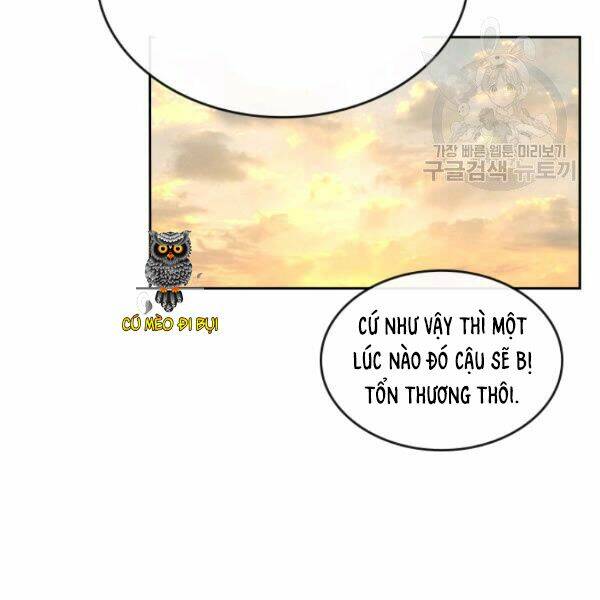 가장 빠른 웹툰 미리보기
구글검색 뉴토끼
CÚ MÈO ĐI BỤI
CỨ NHƯ VẬY THÌ MỘT
LÚC NÀO ĐÓ CẬU SẼ BỊ
TỔN THƯƠNG THÔI.